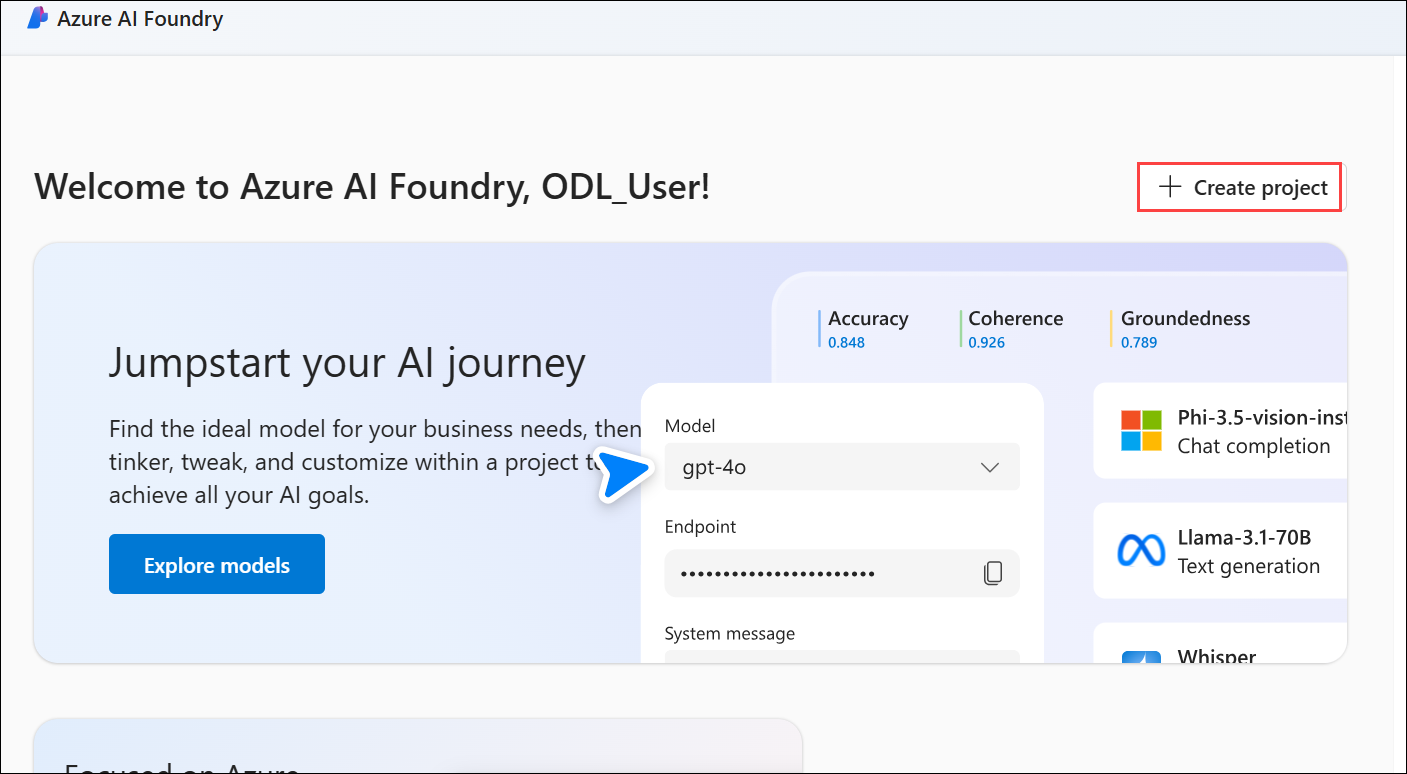 Azure AI Foundry
Welcome to Azure AI Foundry, ODL_User!
Create project
Jumpstart your AI journey
Find the ideal model for your business needs, then
tinker, tweak, and customize within a project to
achieve all your AI goals.
Explore models
Accuracy
0.848
Coherence
0.926
Groundedness
0.789
Model
gpt-4o
Endpoint
System message
Phi-3.5-vision-inst
Chat completion
Llama-3.1-70B
Text generation
Whisper
Focused on Azure